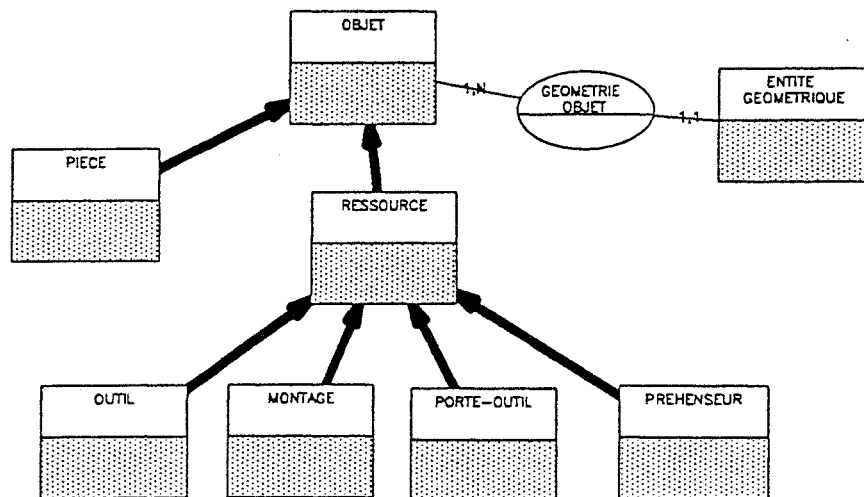 OBJET
1,N
GEOMETRIE
OBJET
1,1
ENTITE
GEOMETRIQUE
PIECE
RESSOURCE
OUTIL
MONTAGE
PORTE-OUTIL
PREHENSEUR